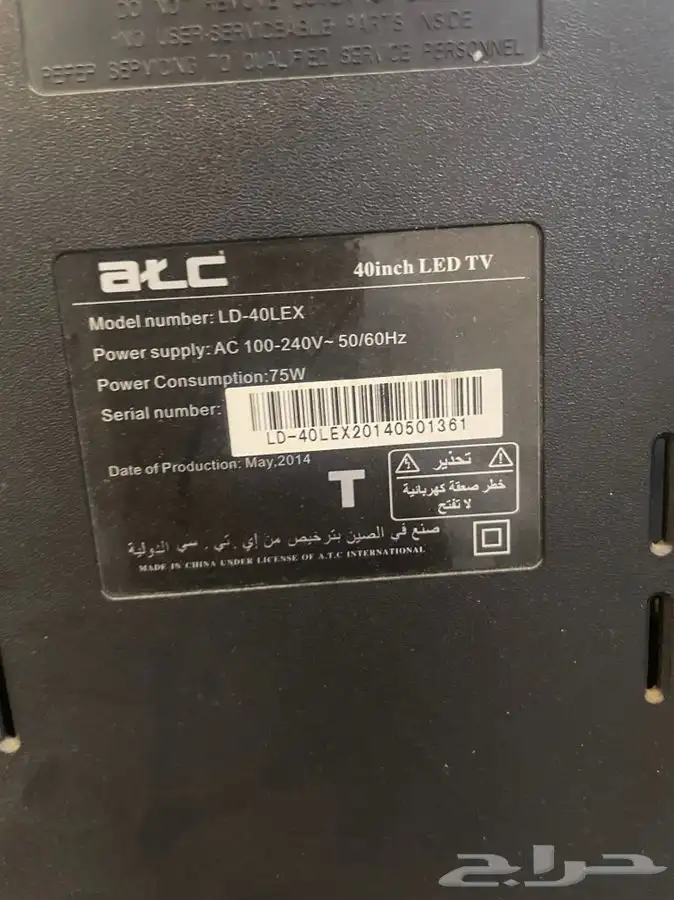 DO NOT REMOVE
NO USER-SERVICEABLE PARTS INSIDE
REFER SERVICING TO QUALIFIED SERVICE PERSONNEL
atc
40inch LED TV
Model number: LD-40LEX
Power supply: AC 100-240V~ 50/60Hz
Power Consumption:75W
Serial number:
LD-40LEX20140501361
Date of Production: May,2014
T
تحذير
خطر صعقة كهربائية
لا تفتح
صنع في الصين بترخيص من إي . تي . سي الدولية
MADE IN CHINA UNDER LICENSE OF A.T.C INTERNATIONAL
حراج